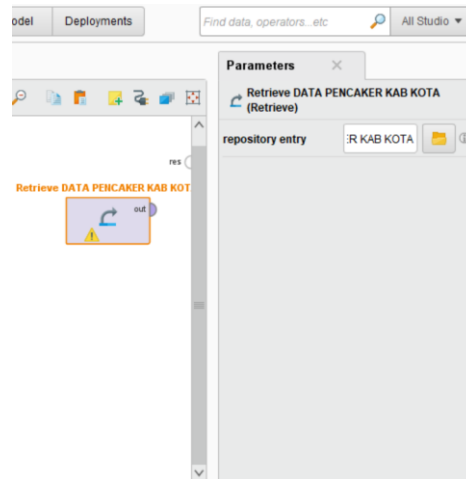 odel
Deployments
Find data, operators...etc
All Studio
Parameters
Retrieve DATA PENCAKER KAB KOTA
(Retrieve)
repository entry
R KAB KOTA
res
Retrieve DATA PENCAKER KAB KOT
out